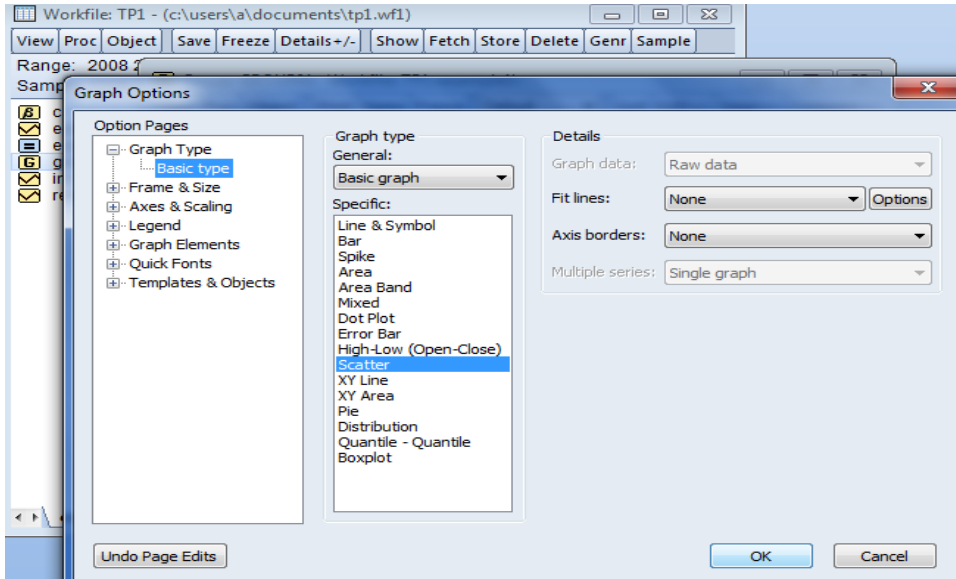 Workfile: TP1 - (c:\users\a\documents\tp1.wf1)
View Proc Object Save Freeze Details+/- Show Fetch Store Delete Genr Sample
Range: 2008
Graph Options
Option Pages
Graph Type
Basic type
Frame & Size
Axes & Scaling
Legend
Graph Elements
Quick Fonts
Templates & Objects
Undo Page Edits
Graph type
General:
Basic graph
Specific:
Line & Symbol
Bar
Spike
Area
Area Band
Mixed
Dot Plot
Error Bar
High-Low (Open-Close)
Scatter
XY Line
XY Area
Pie
Distribution
Quantile - Quantile
Boxplot
Details
Graph data: Raw data
Fit lines: None Options
Axis borders: None
Multiple series: Single graph
OK Cancel